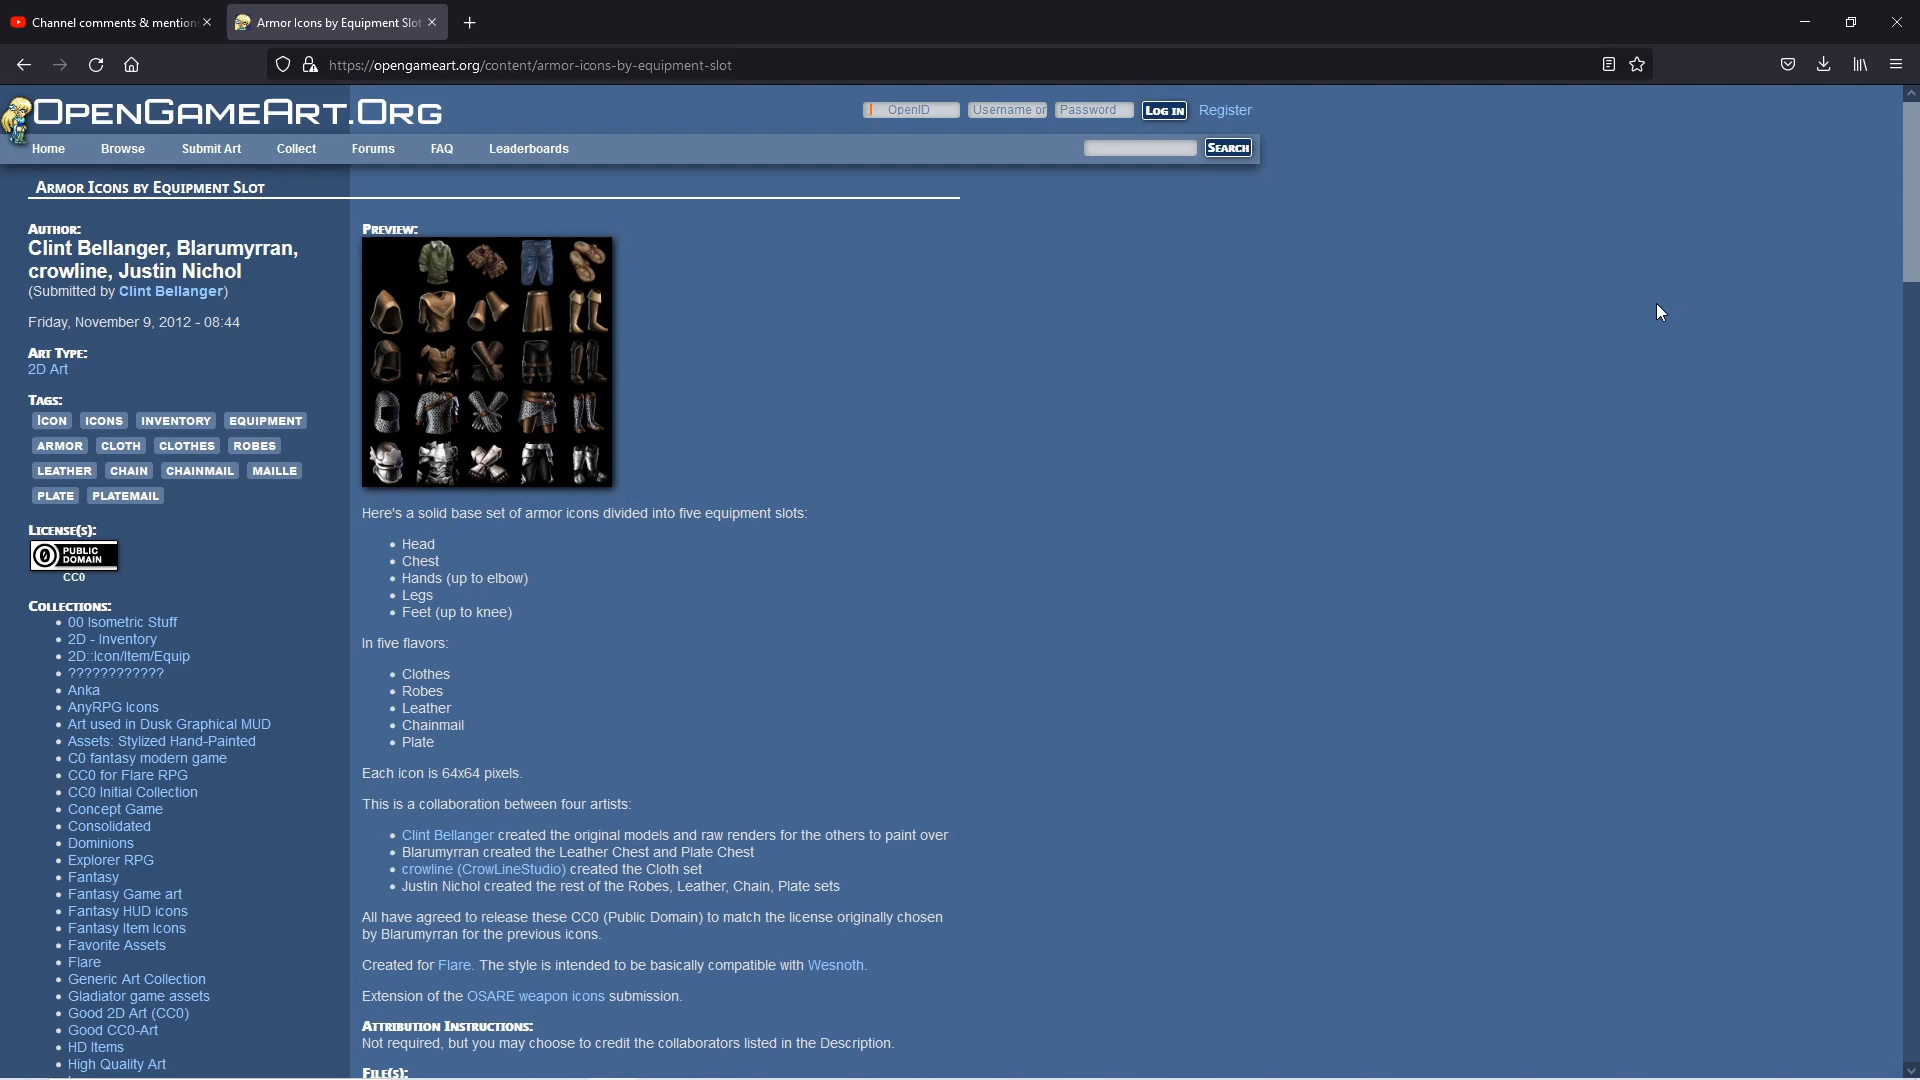 Channel comments & mention
Armor Icons by Equipment Slot
https://opengameart.org/content/armor-icons-by-equipment-slot
OpenGameArt.Org
OpenID
Username or
Password
Log in
Register
Home
Browse
Submit Art
Collect
Forums
FAQ
Leaderboards
Search
Armor Icons by Equipment Slot
Author:
Clint Bellanger, Blarumyrran,
crowline, Justin Nichol
(Submitted by Clint Bellanger)
Friday, November 9, 2012 - 08:44
Art Type:
2D Art
Tags:
Icon icons inventory equipment
armor cloth clothes robes
leather chain chainmail maille
plate platemail
License(s):
PUBLIC
DOMAIN
CC0
Collections:
00 Isometric Stuff
2D - Inventory
2D::Icon/Item/Equip
????????????
Anka
AnyRPG Icons
Art used in Dusk Graphical MUD
Assets: Stylized Hand-Painted
C0 fantasy modern game
CC0 for Flare RPG
CC0 Initial Collection
Concept Game
Consolidated
Dominions
Explorer RPG
Fantasy
Fantasy Game art
Fantasy HUD icons
Fantasy Item Icons
Favorite Assets
Flare
Generic Art Collection
Gladiator game assets
Good 2D Art (CC0)
Good CC0-Art
HD Items
High Quality Art
Preview:
Here's a solid base set of armor icons divided into five equipment slots:
Head
Chest
Hands (up to elbow)
Legs
Feet (up to knee)
In five flavors:
Clothes
Robes
Leather
Chainmail
Plate
Each icon is 64x64 pixels.
This is a collaboration between four artists:
Clint Bellanger created the original models and raw renders for the others to paint over
Blarumyrran created the Leather Chest and Plate Chest
crowline (CrowLineStudio) created the Cloth set
Justin Nichol created the rest of the Robes, Leather, Chain, Plate sets
All have agreed to release these CC0 (Public Domain) to match the license originally chosen
by Blarumyrran for the previous icons.
Created for Flare. The style is intended to be basically compatible with Wesnoth.
Extension of the OSARE weapon icons submission.
Attribution Instructions:
Not required, but you may choose to credit the collaborators listed in the Description.
File(s):